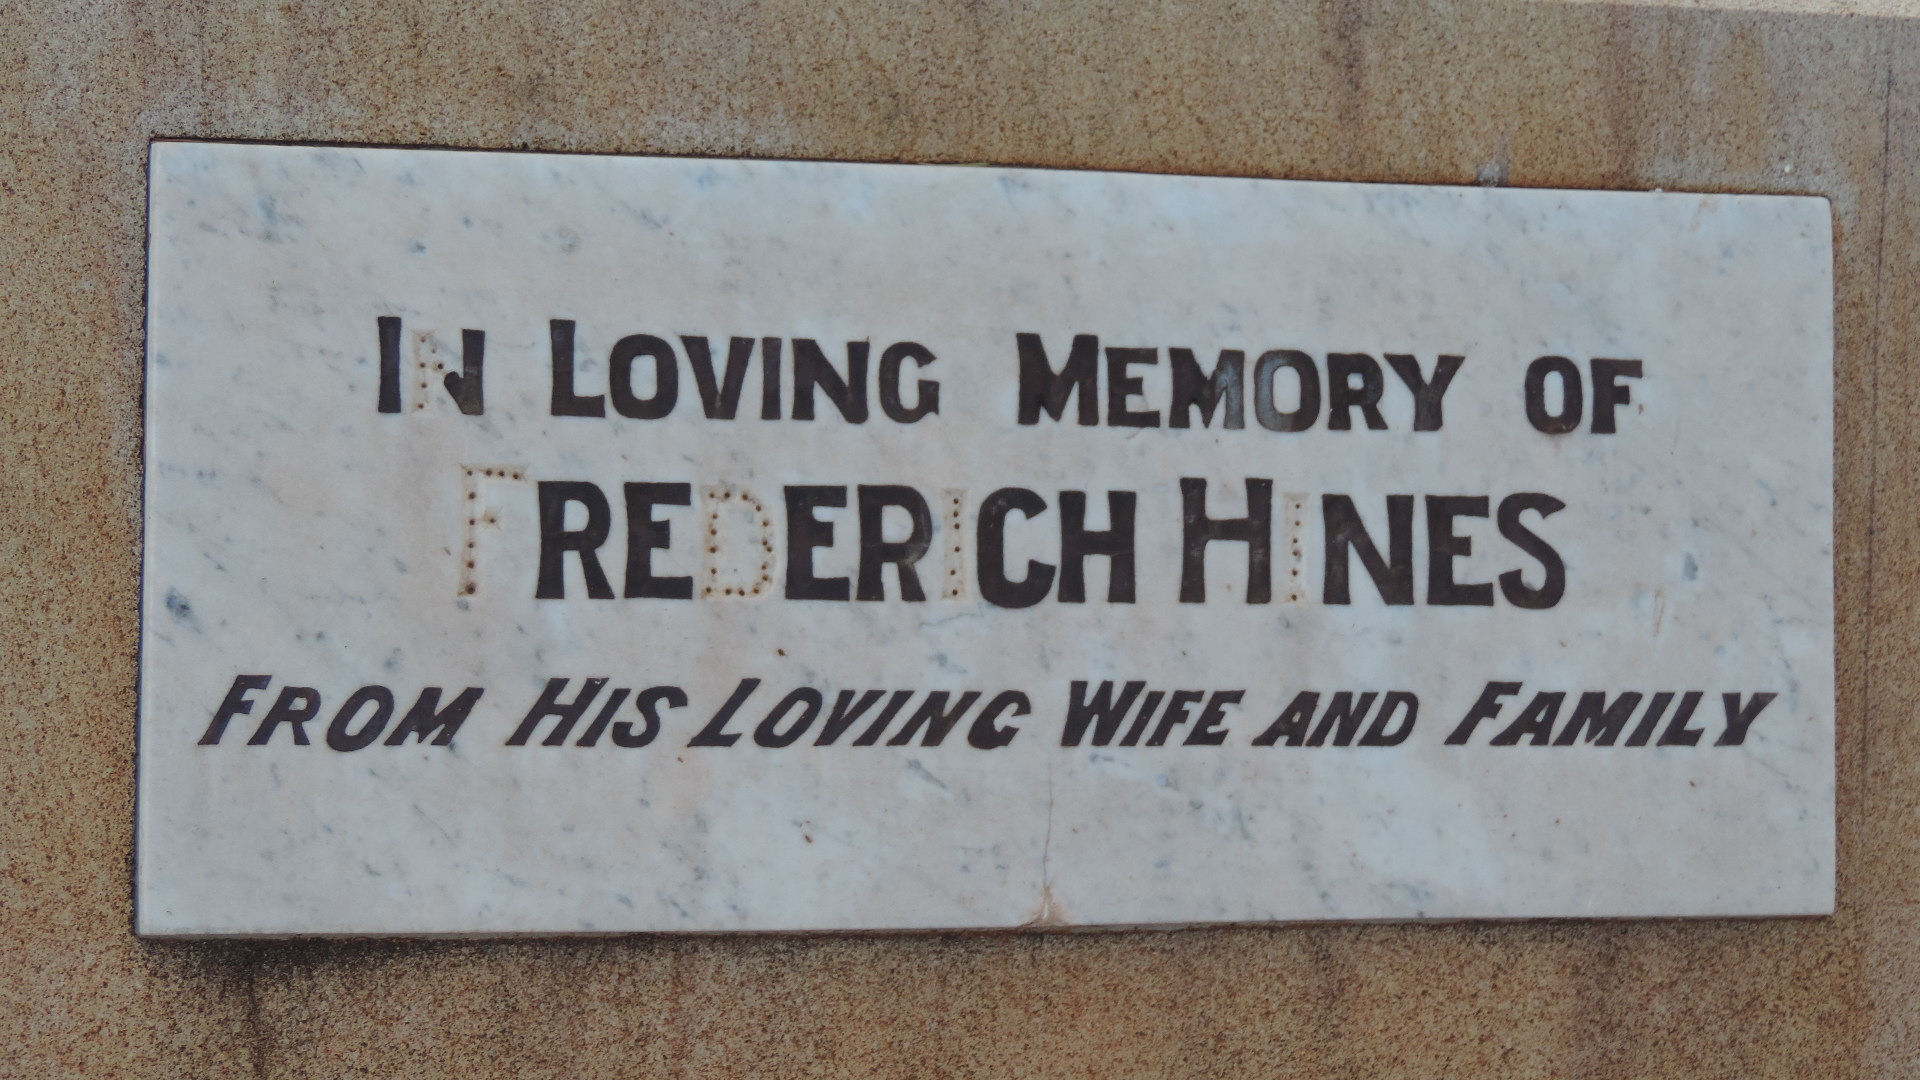 IN LOVING MEMORY OF
FREDERICH HINES
FROM HIS LOVING WIFE AND FAMILY